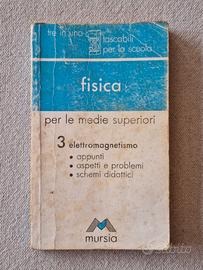 tre in uno
tascabili
per la scuola
fisica
per le medie superiori
3 elettromagnetismo
• appunti
• aspetti e problemi
• schemi didattici
mursia
subito